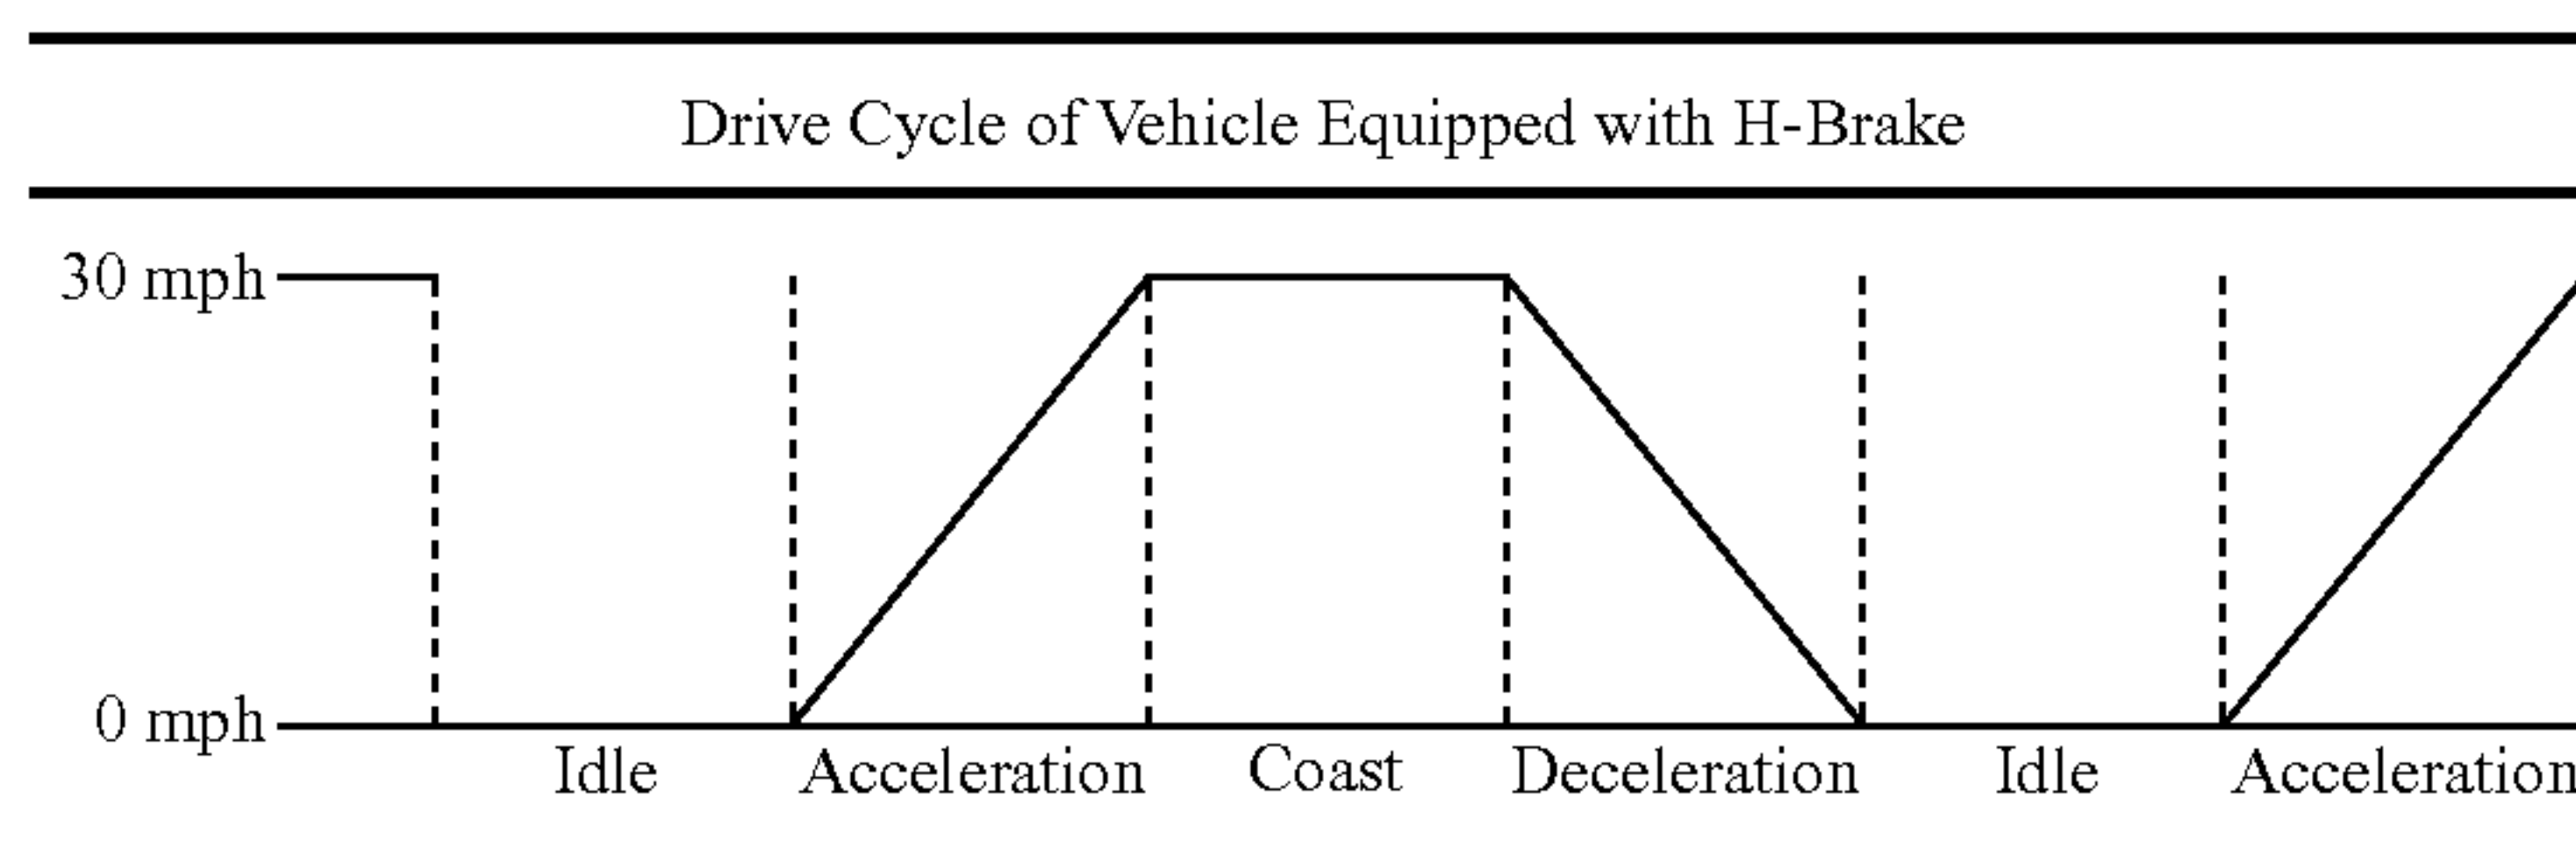 Drive Cycle of Vehicle Equipped with H-Brake
30 mph
0 mph
Idle Acceleration Coast Deceleration Idle Acceleration